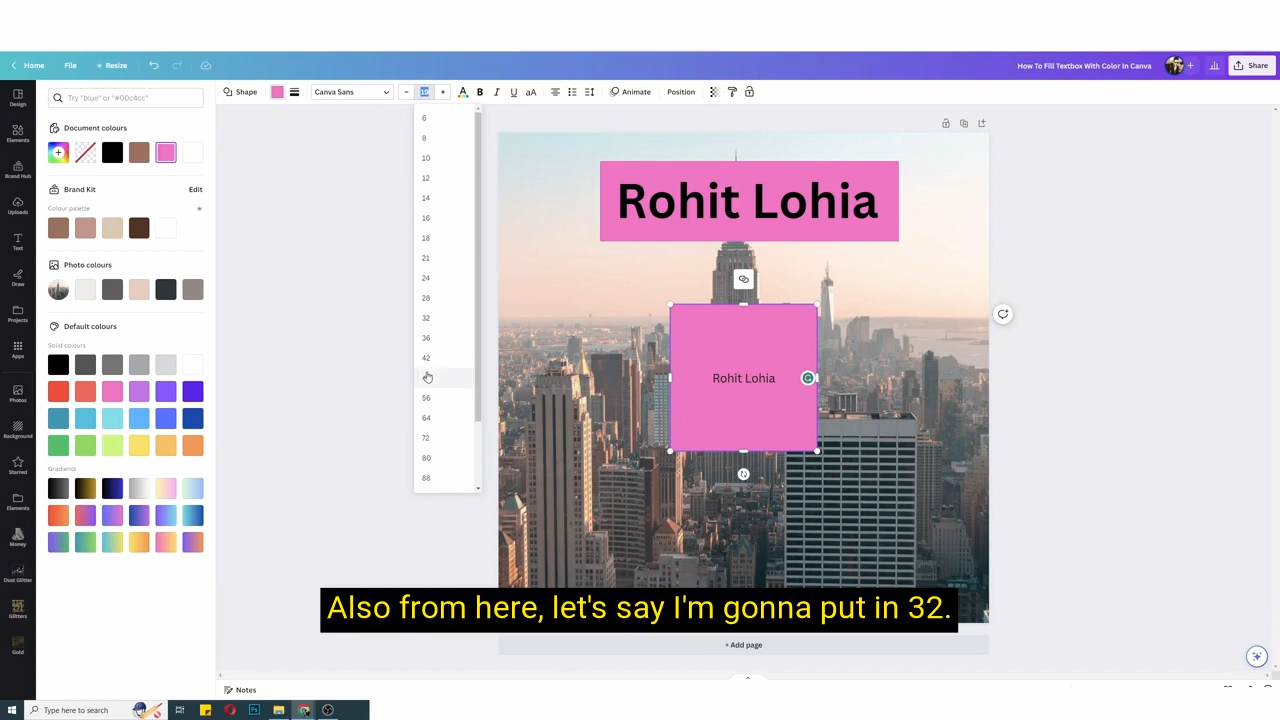 Home
File
Resize
How To Fill Textbox With Color In Canva
Share
Design
Elements
Brand Hub
Uploads
Text
Draw
Projects
Apps
Photos
Background
Starred
Elements
Money
Dust Glitter
Glitters
Gold
Try "blue" or "#00c4cc"
Document colours
Brand Kit
Edit
Colour palette
Photo colours
Default colours
Solid colours
Gradients
Shape
Canva Sans
B
I
U
aA
Animate
Position
6
8
10
12
14
16
18
21
24
28
32
36
42
56
64
72
80
88
Rohit Lohia
Rohit Lohia
Also from here, let's say I'm gonna put in 32.
+ Add page
Notes
Type here to search